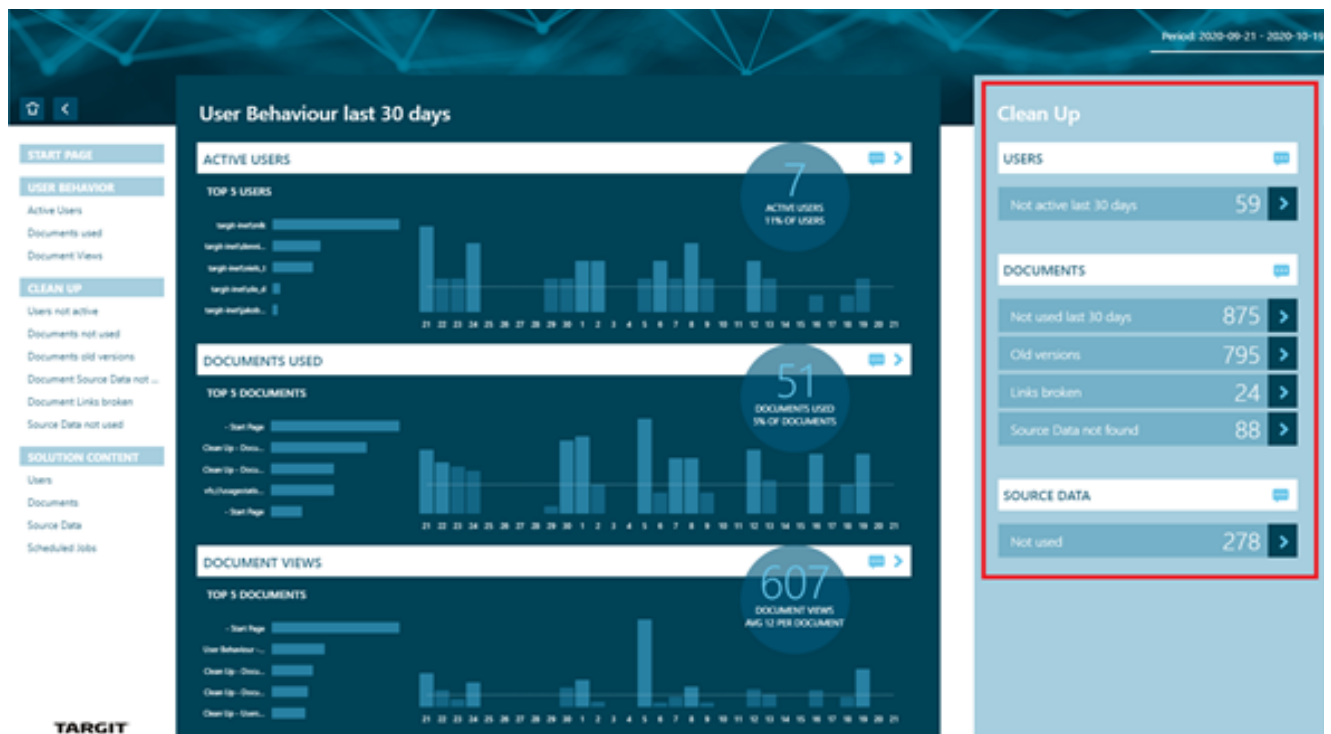 Period: 2020-09-21 - 2020-10-19
User Behaviour last 30 days
START PAGE
USER BEHAVIOR
Active Users
Documents used
Document Views
CLEAN UP
Users not active
Documents not used
Documents old versions
Document Source Data not ...
Document Links broken
Source Data not used
SOLUTION CONTENT
Users
Documents
Source Data
Scheduled Jobs
TARGIT
ACTIVE USERS
7
ACTIVE USERS
11% OF USERS
TOP 5 USERS
21 22 23 24 25 26 27 28 29 30 1 2 3 4 5 6 7 8 9 10 11 12 13 14 15 16 17 18 19 20 21
DOCUMENTS USED
51
DOCUMENTS USED
5% OF DOCUMENTS
TOP 5 DOCUMENTS
- Start Page
Clean Up - Docu...
Clean Up - Docu...
- Start Page
21 22 23 24 25 26 27 28 29 30 1 2 3 4 5 6 7 8 9 10 11 12 13 14 15 16 17 18 19 20 21
DOCUMENT VIEWS
607
DOCUMENT VIEWS
AVG 12 PER DOCUMENT
TOP 5 DOCUMENTS
- Start Page
User Behaviour -...
Clean Up - Docu...
Clean Up - Docu...
Clean Up - Users...
21 22 23 24 25 26 27 28 29 30 1 2 3 4 5 6 7 8 9 10 11 12 13 14 15 16 17 18 19 20 21
Clean Up
USERS
Not active last 30 days 59
DOCUMENTS
Not used last 30 days 875
Old versions 795
Links broken 24
Source Data not found 88
SOURCE DATA
Not used 278